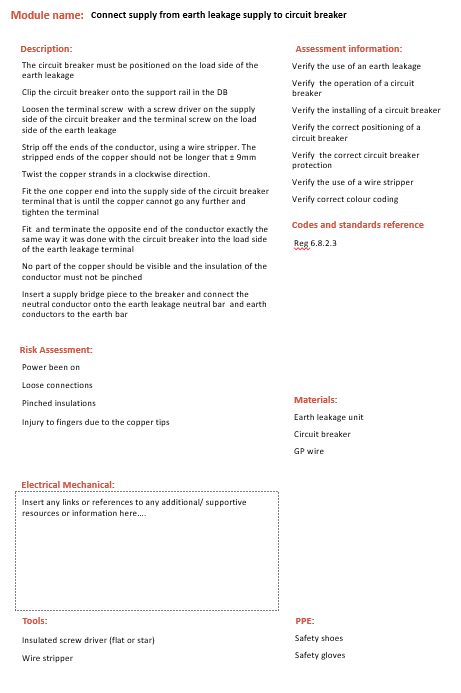 Module name: Connect supply from earth leakage supply to circuit breaker
Description:
The circuit breaker must be positioned on the load side of the
earth leakage
Clip the circuit breaker onto the support rail in the DB
Loosen the terminal screw with a screw driver on the supply
side of the circuit breaker and the terminal screw on the load
side of the earth leakage
Strip off the ends of the conductor, using a wire stripper. The
stripped ends of the copper should not be longer that ± 9mm
Twist the copper strands in a clockwise direction.
Fit the one copper end into the supply side of the circuit breaker
terminal that is until the copper cannot go any further and
tighten the terminal
Fit and terminate the opposite end of the conductor exactly the
same way it was done with the circuit breaker into the load side
of the earth leakage terminal
No part of the copper should be visible and the insulation of the
conductor must not be pinched
Insert a supply bridge piece to the breaker and connect the
neutral conductor onto the earth leakage neutral bar and earth
conductors to the earth bar
Assessment information:
Verify the use of an earth leakage
Verify the operation of a circuit
breaker
Verify the installing of a circuit breaker
Verify the correct positioning of a
circuit breaker
Verify the correct circuit breaker
protection
Verify the use of a wire stripper
Verify correct colour coding
Codes and standards reference
Reg 6.8.2.3
Risk Assessment:
Power been on
Loose connections
Pinched insulations
Injury to fingers due to the copper tips
Materials:
Earth leakage unit
Circuit breaker
GP wire
Electrical Mechanical:
Insert any links or references to any additional/ supportive
resources or information here....
Tools:
Insulated screw driver (flat or star)
Wire stripper
PPE:
Safety shoes
Safety gloves